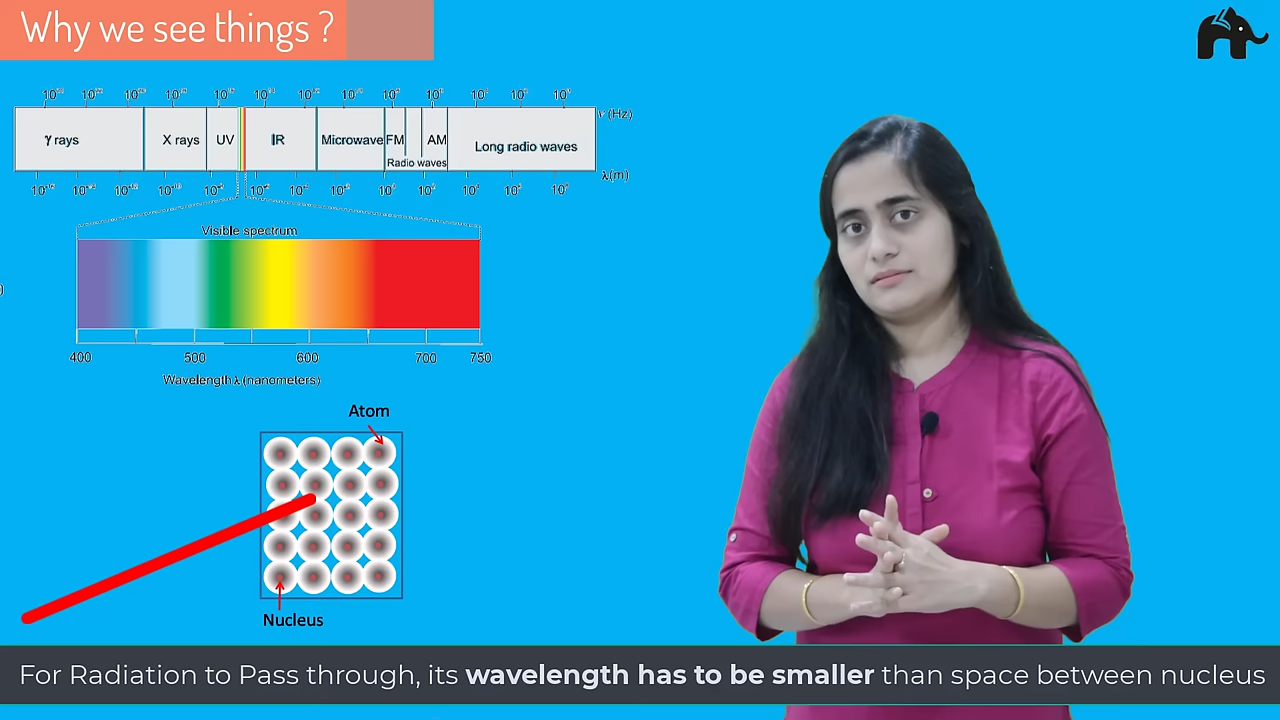 Why we see things ?
ν (Hz)
γ rays
X rays
UV
IR
Microwave
FM
AM
Radio waves
Long radio waves
λ(m)
Visible spectrum
400
500
600
700
750
Wavelength λ (nanometers)
Atom
Nucleus
For Radiation to Pass through, its wavelength has to be smaller than space between nucleus